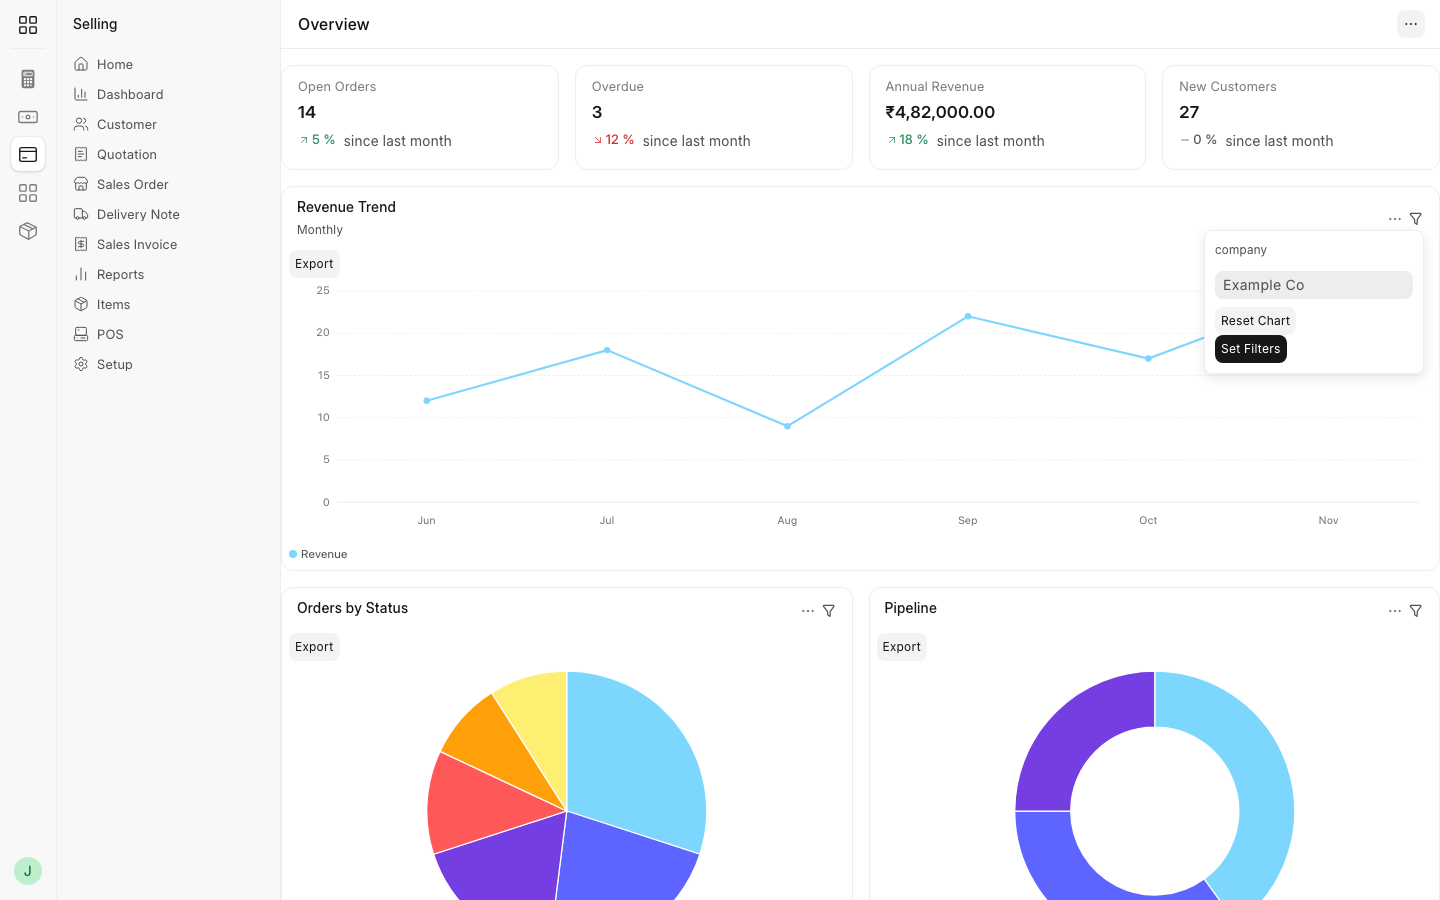 Selling
Home
Dashboard
Customer
Quotation
Sales Order
Delivery Note
Sales Invoice
Reports
Items
POS
Setup
J
Overview
Open Orders
14
5 % since last month
Overdue
3
12 % since last month
Annual Revenue
₹4,82,000.00
18 % since last month
New Customers
27
0 % since last month
Revenue Trend
Monthly
Export
company
Example Co
Reset Chart
Set Filters
25
20
15
10
5
0
Jun Jul Aug Sep Oct Nov
Revenue
Orders by Status
Export
Pipeline
Export